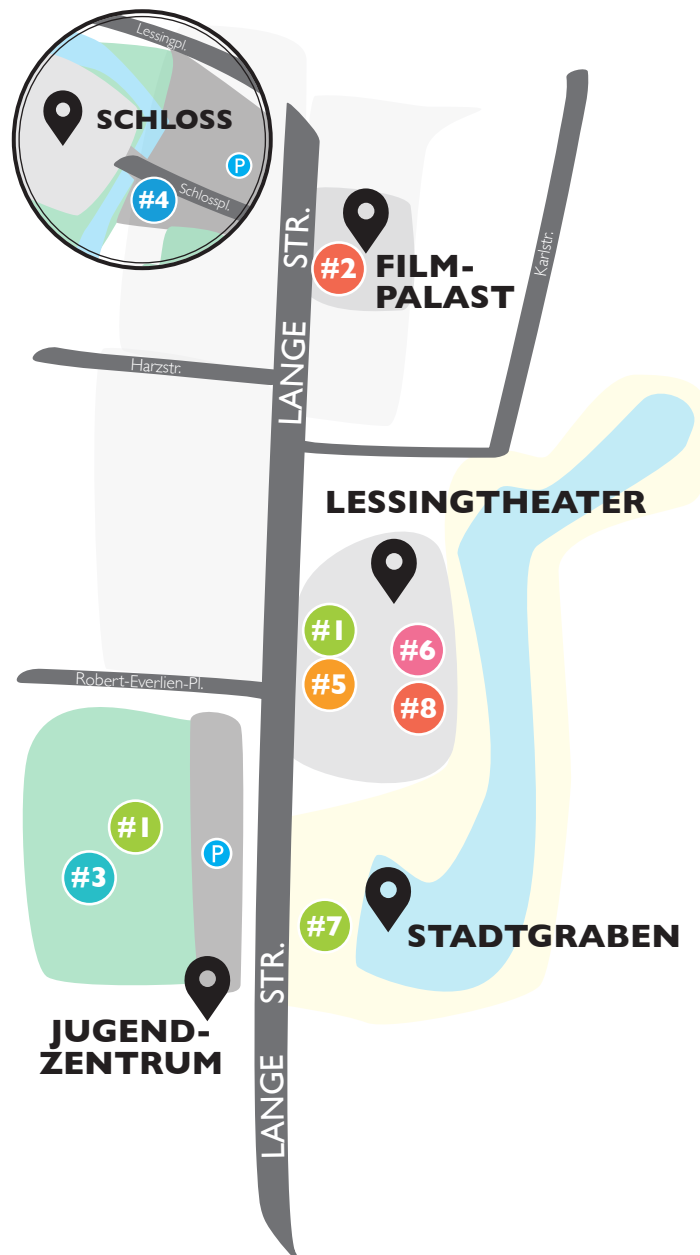 Lessingpl.
SCHLOSS
P
Schlosspl.
#4
LANGE STR.
#2
FILM-
PALAST
Karlstr.
Harzstr.
LESSINGTHEATER
#1
#6
#5
#8
Robert-Everlien-Pl.
#1
#3
P
#7
STADTGRABEN
LANGE STR.
JUGEND-
ZENTRUM